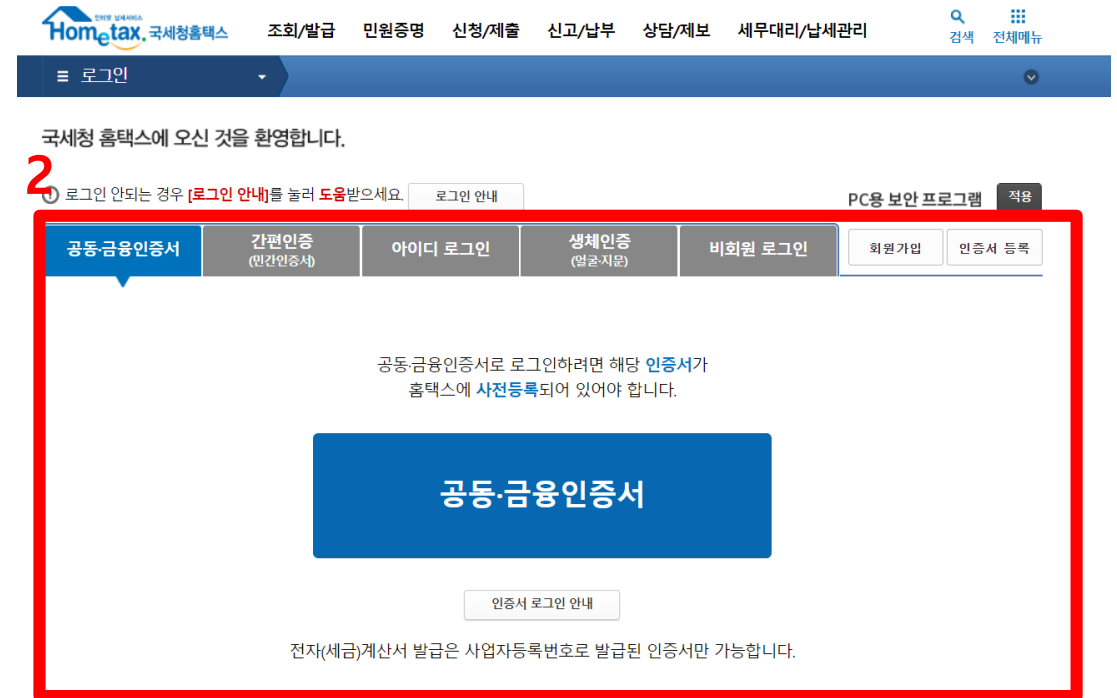 인터넷 납세서비스
Hometax. 국세청홈택스
조회/발급 민원증명 신청/제출 신고/납부 상담/제보 세무대리/납세관리 검색 전체메뉴
로그인
국세청 홈택스에 오신 것을 환영합니다.
2
로그인 안되는 경우 [로그인 안내]를 눌러 도움받으세요. 로그인 안내 PC용 보안 프로그램 적용
공동·금융인증서 간편인증 (민간인증서) 아이디 로그인 생체인증 (얼굴·지문) 비회원 로그인 회원가입 인증서 등록
공동·금융인증서로 로그인하려면 해당 인증서가
홈택스에 사전등록되어 있어야 합니다.
공동·금융인증서
인증서 로그인 안내
전자(세금)계산서 발급은 사업자등록번호로 발급된 인증서만 가능합니다.